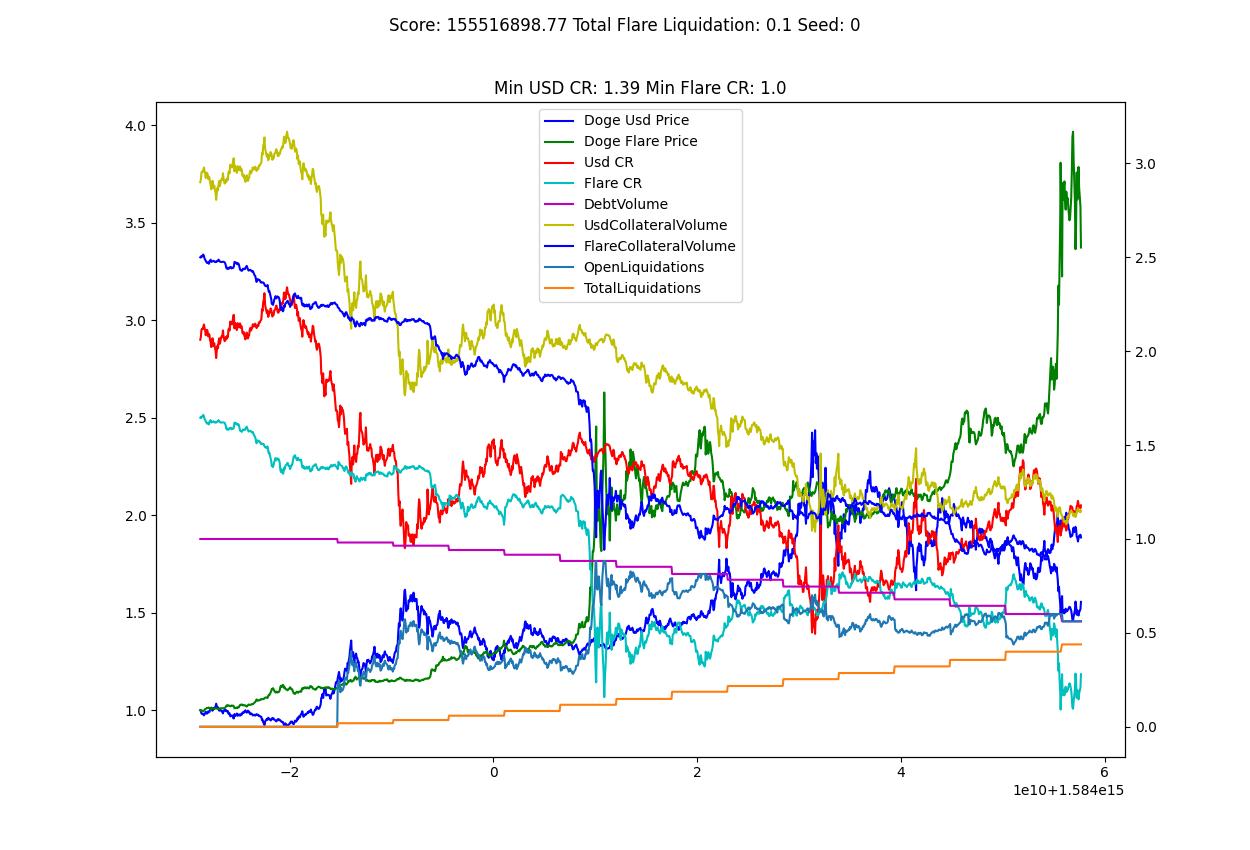 Score: 155516898.77 Total Flare Liquidation: 0.1 Seed: 0
Min USD CR: 1.39 Min Flare CR: 1.0
Doge Usd Price
Doge Flare Price
Usd CR
Flare CR
DebtVolume
UsdCollateralVolume
FlareCollateralVolume
OpenLiquidations
TotalLiquidations
4.0
3.5
3.0
2.5
2.0
1.5
1.0
3.0
2.5
2.0
1.5
1.0
0.5
0.0
−2
0
2
4
6
1e10+1.584e15